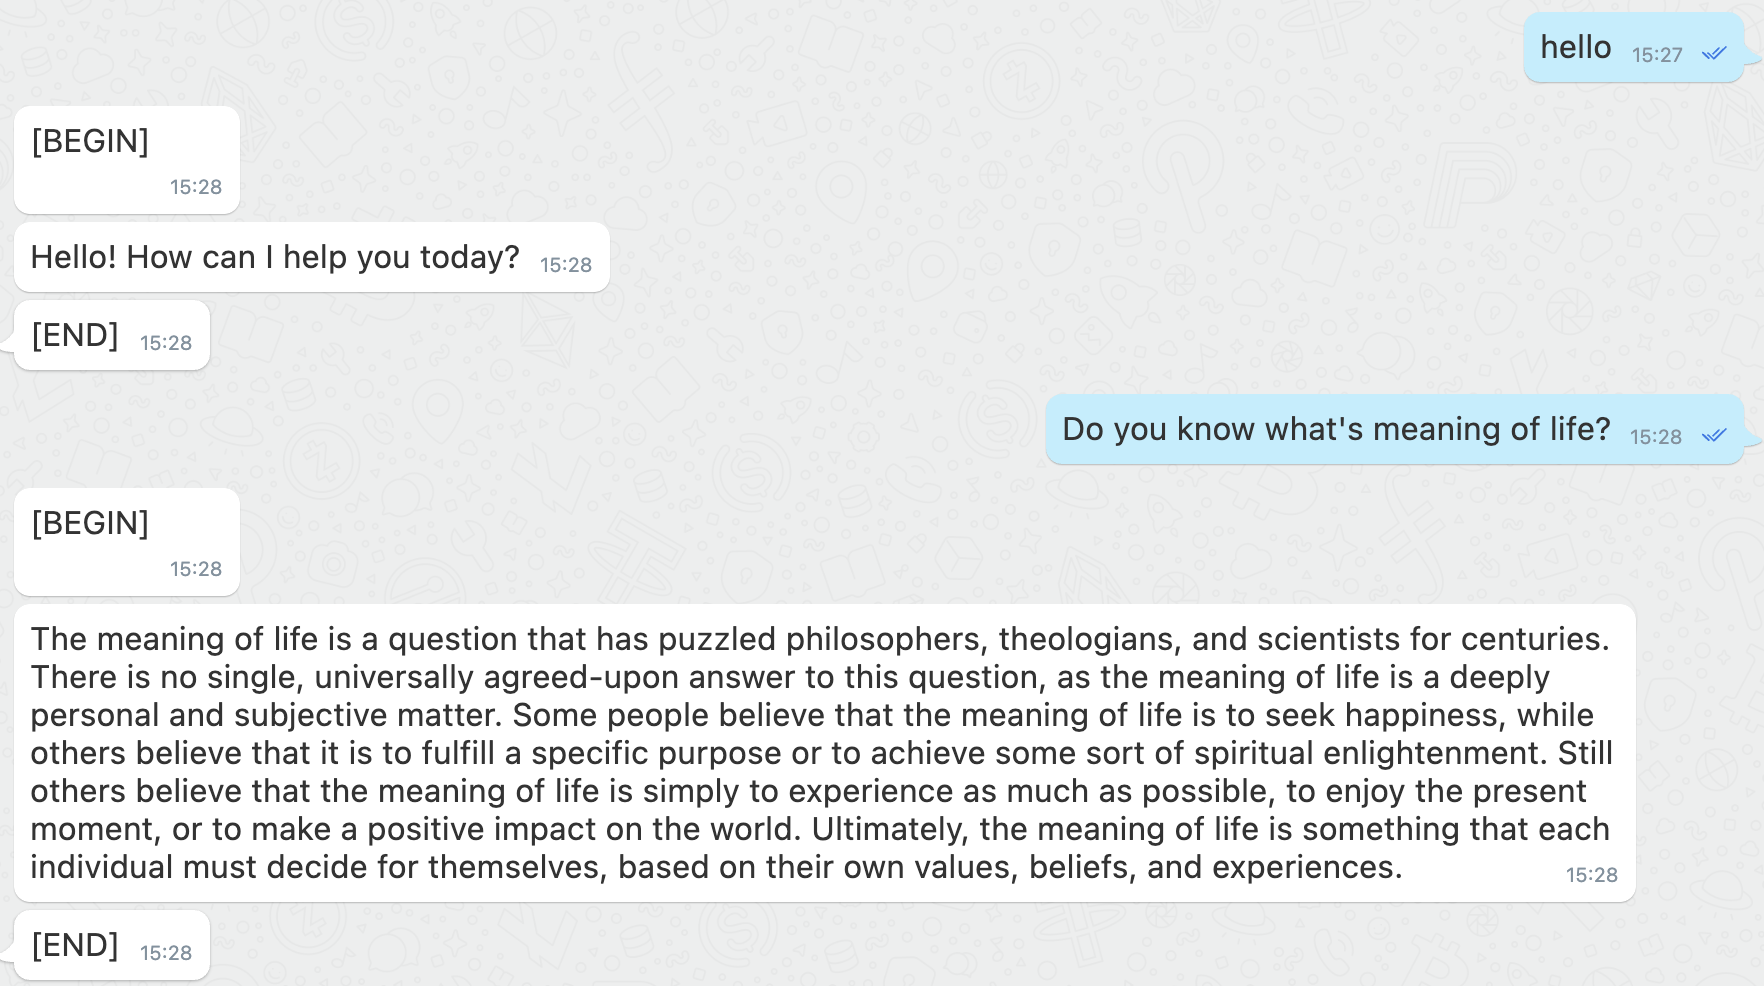 hello 15:27
[BEGIN]
15:28
Hello! How can I help you today? 15:28
[END] 15:28
Do you know what's meaning of life? 15:28
[BEGIN]
15:28
The meaning of life is a question that has puzzled philosophers, theologians, and scientists for centuries.
There is no single, universally agreed-upon answer to this question, as the meaning of life is a deeply
personal and subjective matter. Some people believe that the meaning of life is to seek happiness, while
others believe that it is to fulfill a specific purpose or to achieve some sort of spiritual enlightenment. Still
others believe that the meaning of life is simply to experience as much as possible, to enjoy the present
moment, or to make a positive impact on the world. Ultimately, the meaning of life is something that each
individual must decide for themselves, based on their own values, beliefs, and experiences. 15:28
[END] 15:28